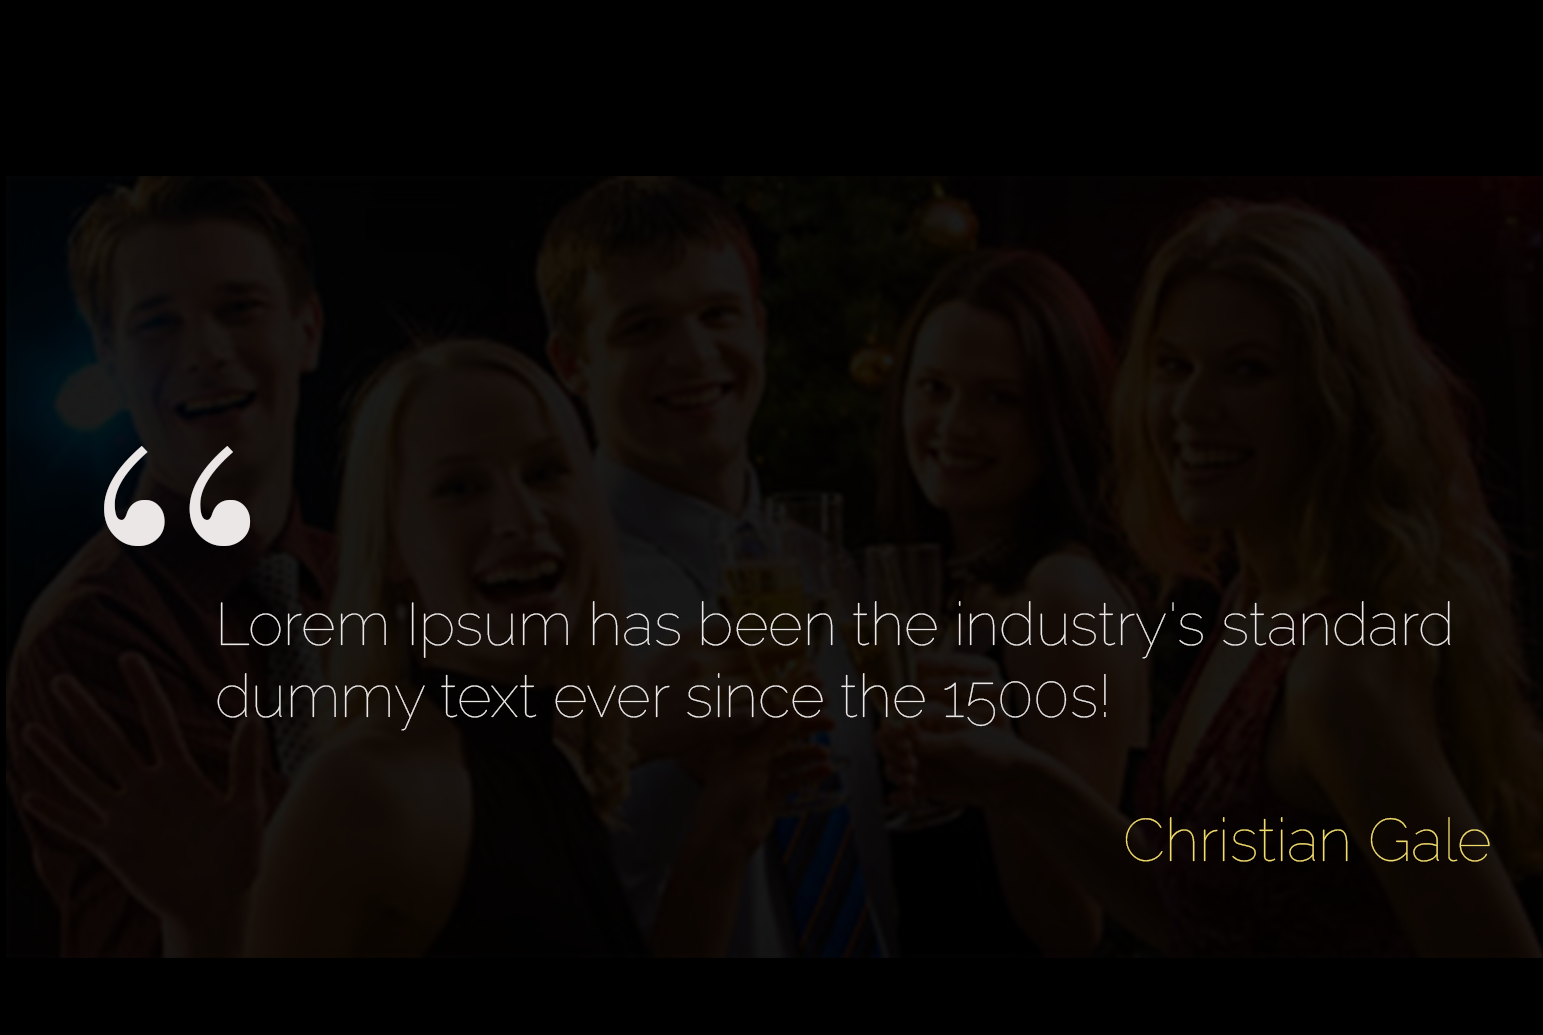 “
Lorem Ipsum has been the industry's standard
dummy text ever since the 1500s!
Christian Gale